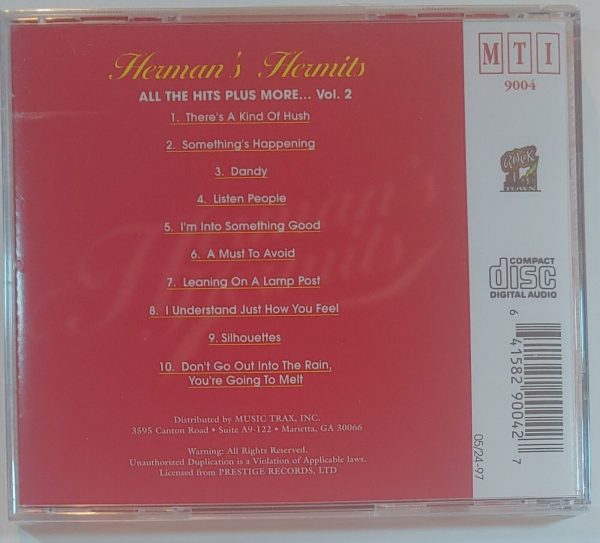 Herman's Hermits
ALL THE HITS PLUS MORE... Vol. 2
1. There's A Kind Of Hush
2. Something's Happening
3. Dandy
4. Listen People
5. I'm Into Something Good
6. A Must To Avoid
7. Leaning On A Lamp Post
8. I Understand Just How You Feel
9. Silhouettes
10. Don't Go Out Into The Rain,
You're Going To Melt
Distributed by MUSIC TRAX, INC.
3595 Canton Road • Suite A9-122 • Marietta, GA 30066
Warning: All Rights Reserved.
Unauthorized Duplication is a Violation of Applicable laws.
Licensed from PRESTIGE RECORDS, LTD
Herman's
Hermits
MTI
9004
ROCK
TOWN
COMPACT
disc
DIGITAL AUDIO
6 41582 90042 7
05/24-97